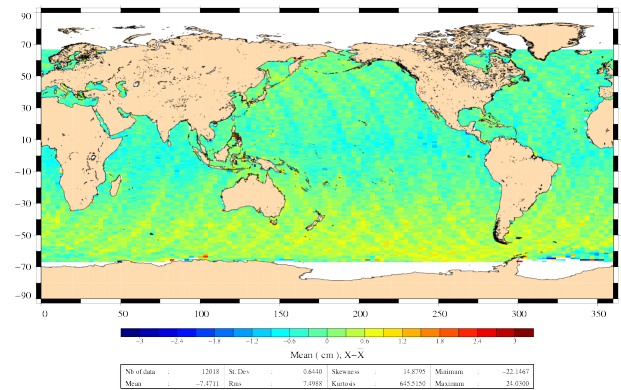 90
70
50
30
10
−10
−30
−50
−70
−90
0 50 100 150 200 250 300 350
−3 −2.4 −1.8 −1.2 −0.6 0 0.6 1.2 1.8 2.4 3
Mean ( cm ), X−X̄
Nb of data : 12018 St. Dev : 0.6440 Skewness : 14.8795 Minimum : −22.1467
Mean : −7.4711 Rms : 7.4988 Kurtosis : 645.5150 Maximum : 24.0300